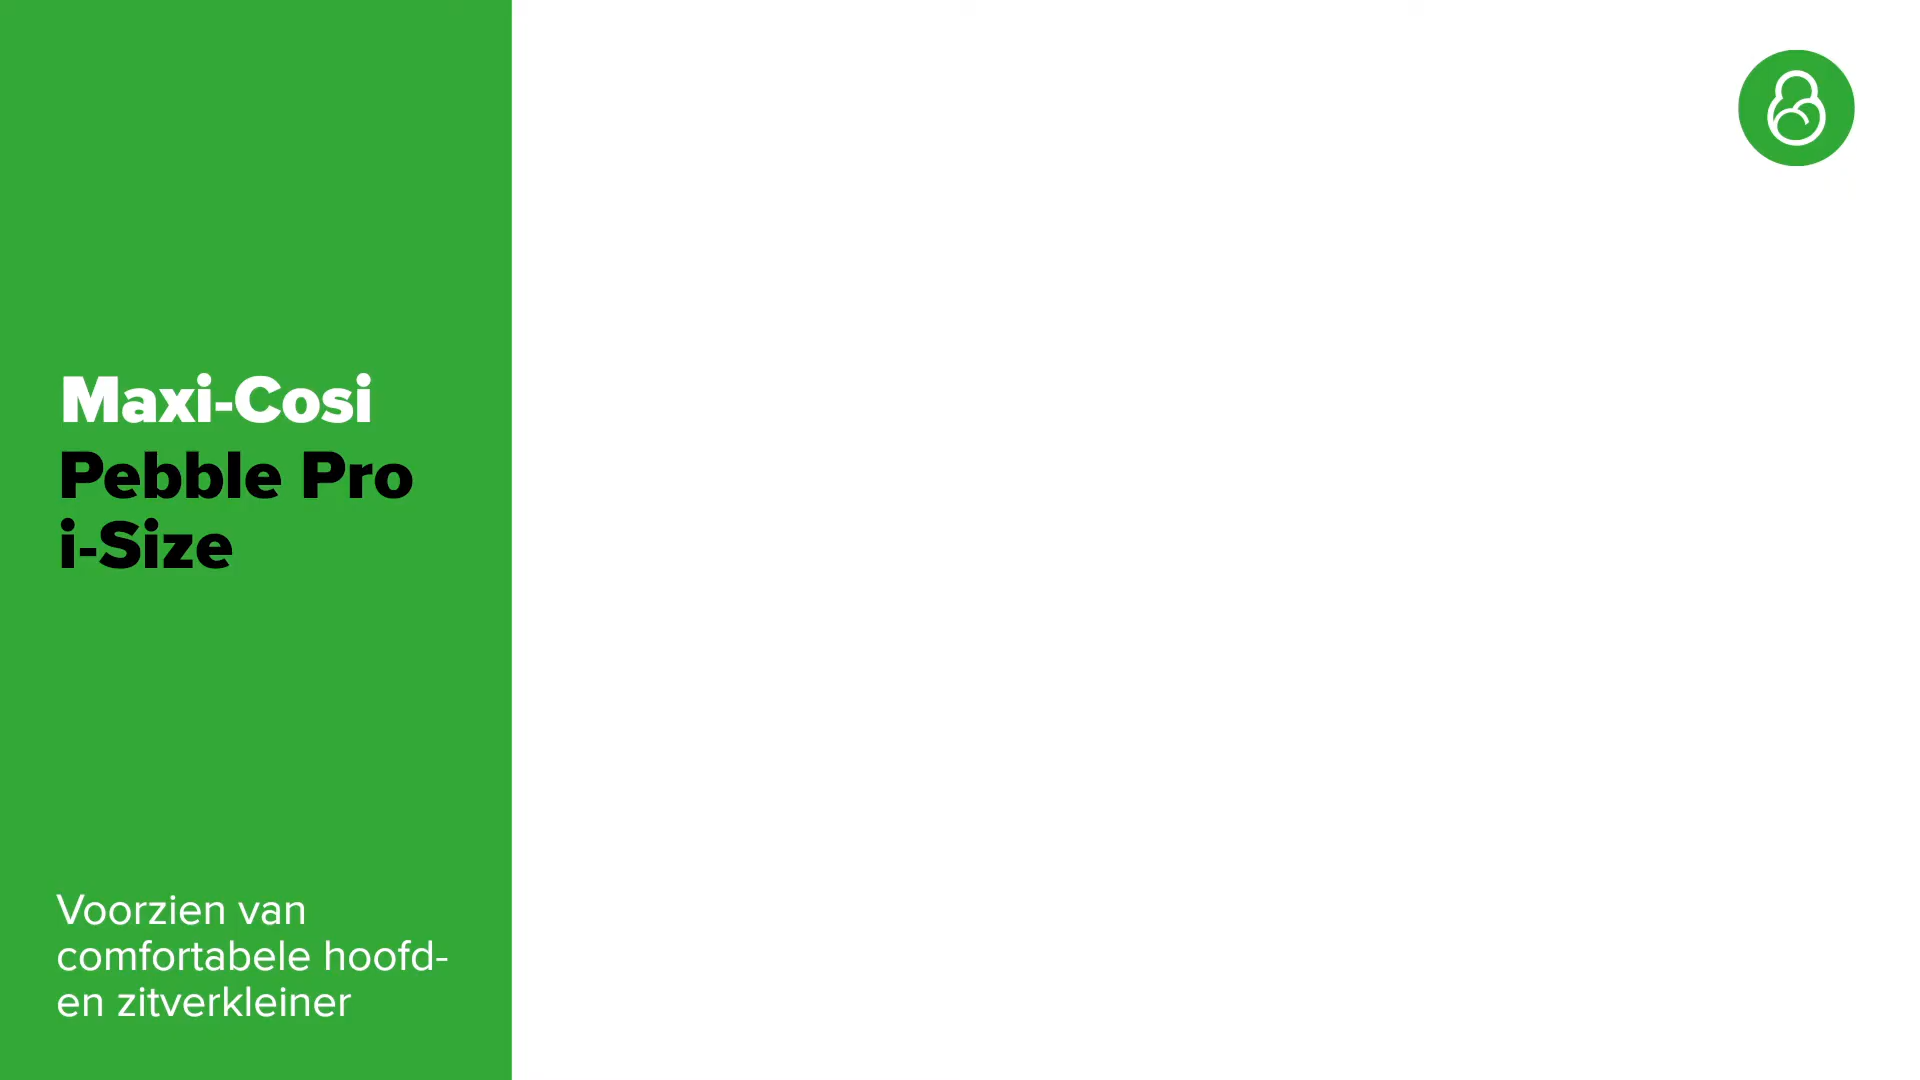 Maxi-Cosi
Pebble Pro
i-Size
Voorzien van
comfortabele hoofd-
en zitverkleiner